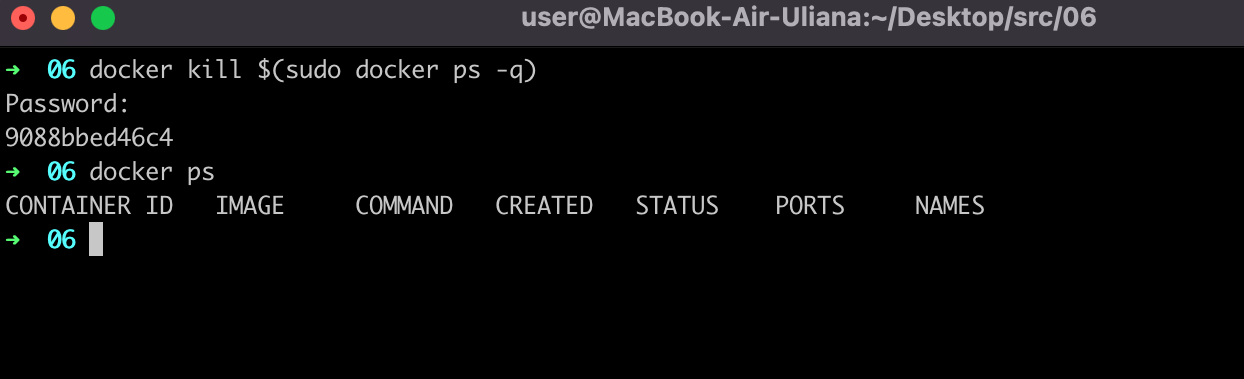 user@MacBook-Air-Uliana:~/Desktop/src/06
➜ 06 docker kill $(sudo docker ps -q)
Password:
9088bbed46c4
➜ 06 docker ps
CONTAINER ID IMAGE COMMAND CREATED STATUS PORTS NAMES
➜ 06